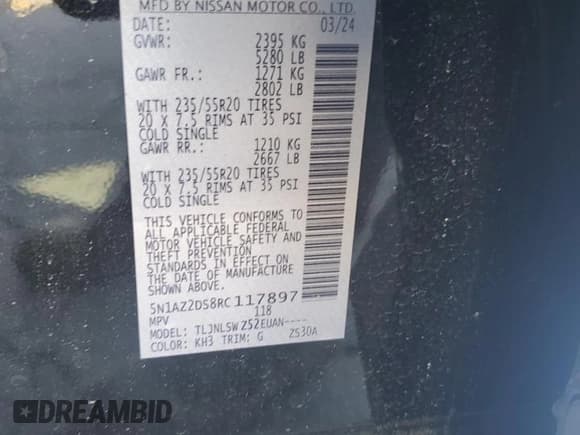 MFD BY NISSAN MOTOR CO., LTD.
DATE: 03/24
GVWR: 2395 KG
5280 LB
GAWR FR.: 1271 KG
2802 LB
WITH 235/55R20 TIRES
20 X 7.5 RIMS AT 35 PSI
COLD SINGLE
GAWR RR.: 1210 KG
2667 LB
WITH 235/55R20 TIRES
20 X 7.5 RIMS AT 35 PSI
COLD SINGLE
THIS VEHICLE CONFORMS TO
ALL APPLICABLE FEDERAL
MOTOR VEHICLE SAFETY AND
THEFT PREVENTION
STANDARDS IN EFFECT ON
THE DATE OF MANUFACTURE
SHOWN ABOVE.
5N1AZ2DS8RC117897
MPV 118
MODEL: TLJNLSWZ52EUAN----
COLOR: KH3 TRIM: G ZS30A
DREAMBID